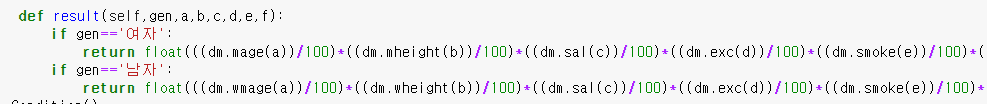 def result(self,gen,a,b,c,d,e,f):
if gen=='여자':
return float(((dm.mage(a))/100)*((dm.mheight(b))/100)*((dm.sal(c))/100)*((dm.exc(d))/100)*((dm.smoke(e))/100)*(
if gen=='남자':
return float(((dm.wmage(a))/100)*((dm.wheight(b))/100)*((dm.sal(c))/100)*((dm.exc(d))/100)*((dm.smoke(e))/100)*